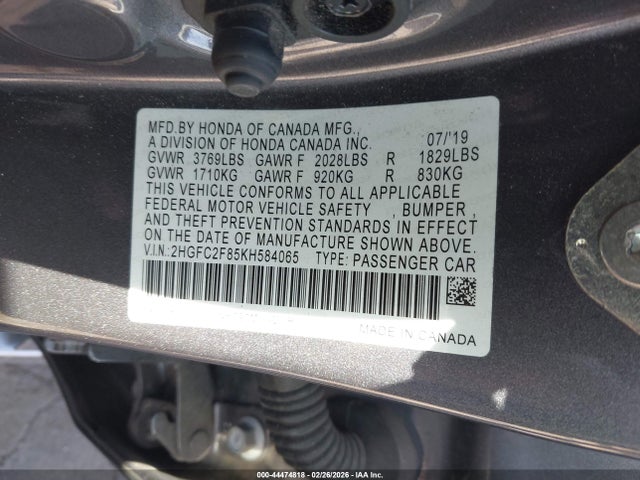 MFD.BY HONDA OF CANADA MFG.,
A DIVISION OF HONDA CANADA INC. 07/'19
GVWR 3769LBS GAWR F 2028LBS R 1829LBS
GVWR 1710KG GAWR F 920KG R 830KG
THIS VEHICLE CONFORMS TO ALL APPLICABLE
FEDERAL MOTOR VEHICLE SAFETY , BUMPER ,
AND THEFT PREVENTION STANDARDS IN EFFECT
ON THE DATE OF MANUFACTURE SHOWN ABOVE.
V.I.N.:2HGFC2F85KH584065 TYPE: PASSENGER CAR
MADE IN CANADA
000-44474818 - 02/26/2026 - IAA Inc.